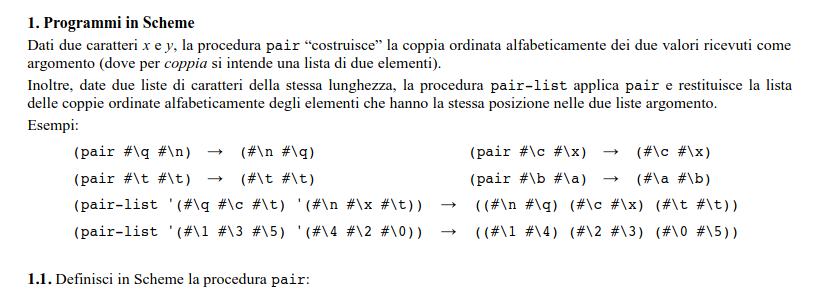 1. Programmi in Scheme
Dati due caratteri x e y, la procedura pair “costruisce” la coppia ordinata alfabeticamente dei due valori ricevuti come
argomento (dove per coppia si intende una lista di due elementi).
Inoltre, date due liste di caratteri della stessa lunghezza, la procedura pair-list applica pair e restituisce la lista
delle coppie ordinate alfabeticamente degli elementi che hanno la stessa posizione nelle due liste argomento.
Esempi:
(pair #\q #\n) → (#\n #\q) (pair #\c #\x) → (#\c #\x)
(pair #\t #\t) → (#\t #\t) (pair #\b #\a) → (#\a #\b)
(pair-list '(#\q #\c #\t) '(#\n #\x #\t)) → ((#\n #\q) (#\c #\x) (#\t #\t))
(pair-list '(#\1 #\3 #\5) '(#\4 #\2 #\0)) → ((#\1 #\4) (#\2 #\3) (#\0 #\5))
1.1. Definisci in Scheme la procedura pair: